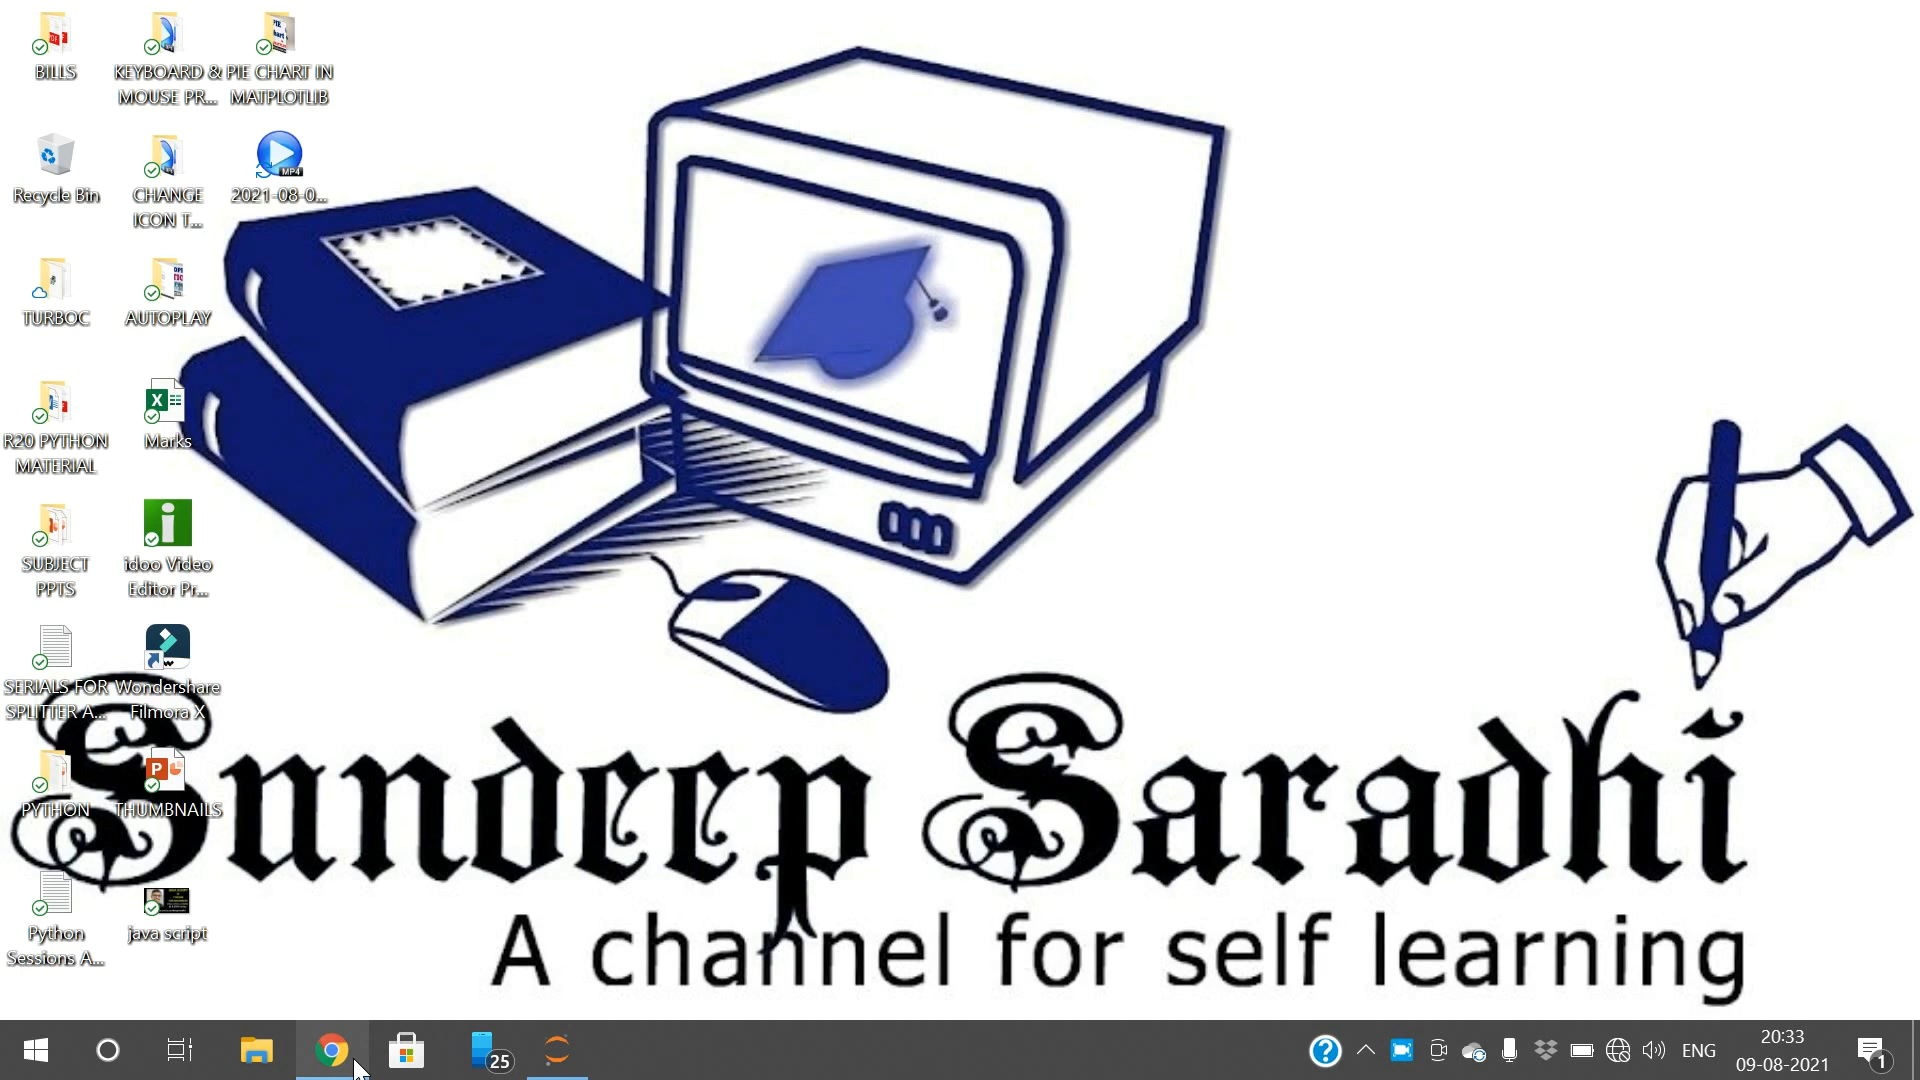 BILLS
KEYBOARD &
MOUSE PR...
PIE CHART IN
MATPLOTLIB
Recycle Bin
CHANGE
ICON T...
MP4
2021-08-0...
TURBOC
AUTOPLAY
R20 PYTHON
MATERIAL
Marks
SUBJECT
PPTS
idoo Video
Editor Pr...
SERIALS FOR
SPLITTER A...
Wondershare
Filmora X
PYTHON
THUMBNAILS
Python
Sessions A...
java script
Sundeep Saradhi
A channel for self learning
25
ENG
20:33
09-08-2021
1